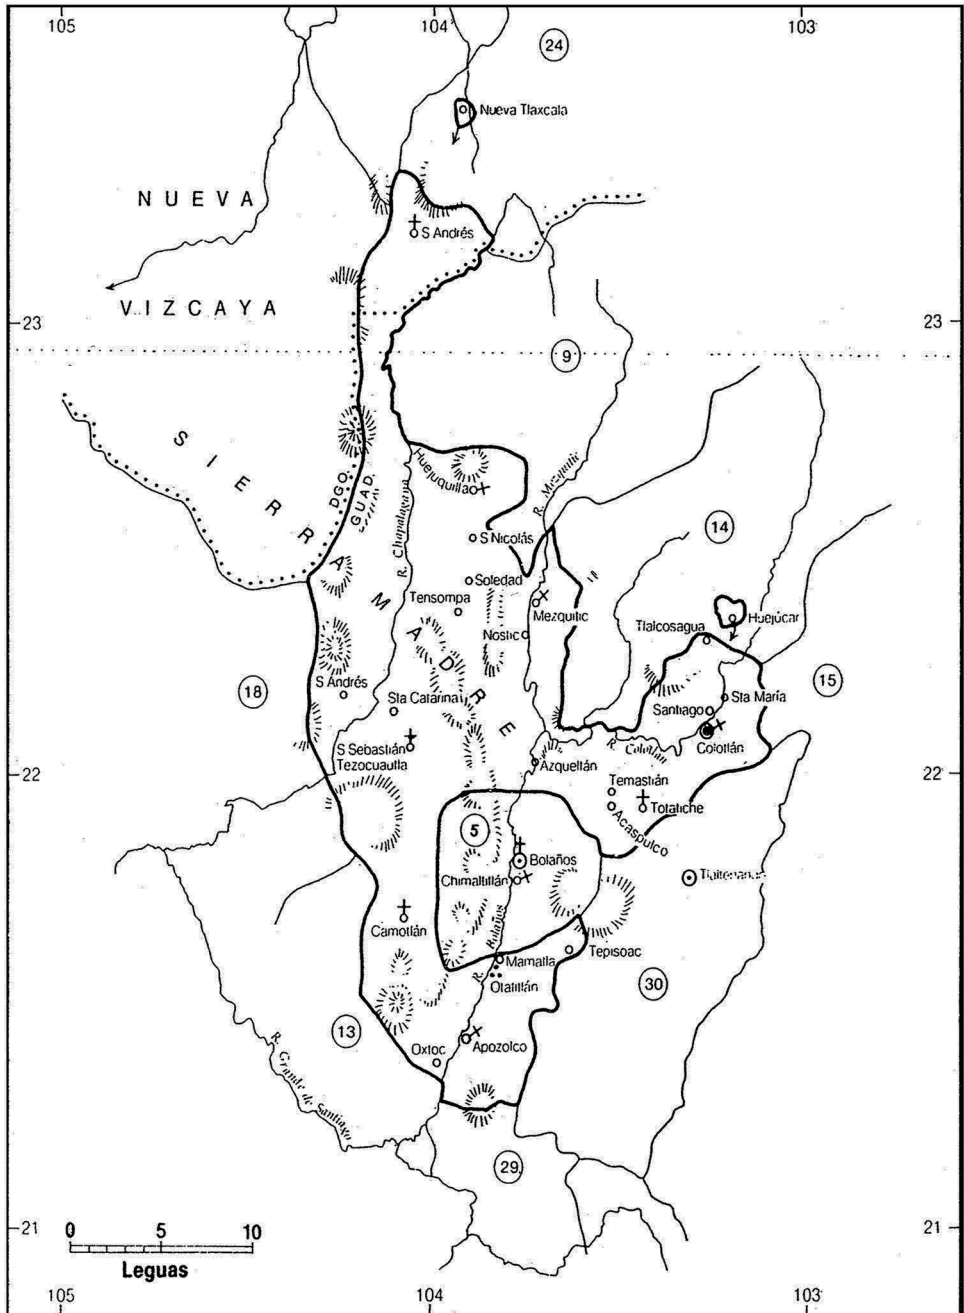 105
104
103
24
Nueva Tlaxcala
NUEVA
S Andrés
VIZCAYA
23
23
9
SIERRA
MADRE
Huejuquilla
R. Mezquitic
DGO.
GUAD.
R. Chapalagana
14
S Nicolás
Soledad
Tensompa
Mezquitic
Nostic
Huejúcar
Tlalcosagua
18
S Andrés
Sta Catarina
15
Sta María
Santiago
Colotlán
R. Colotlán
S Sebastián
Tezocuautla
Azqueltán
22
22
Temastián
Totatiche
Acaspulco
5
Bolaños
Chimaltitlán
Tlaltenango
Camotlán
R. Bolaños
Mamatla
Tepisoac
Otatitlán
30
13
Oxtoc
Apozolco
R. Grande de Santiago
29
21
21
0 5 10
Leguas
105
104
103